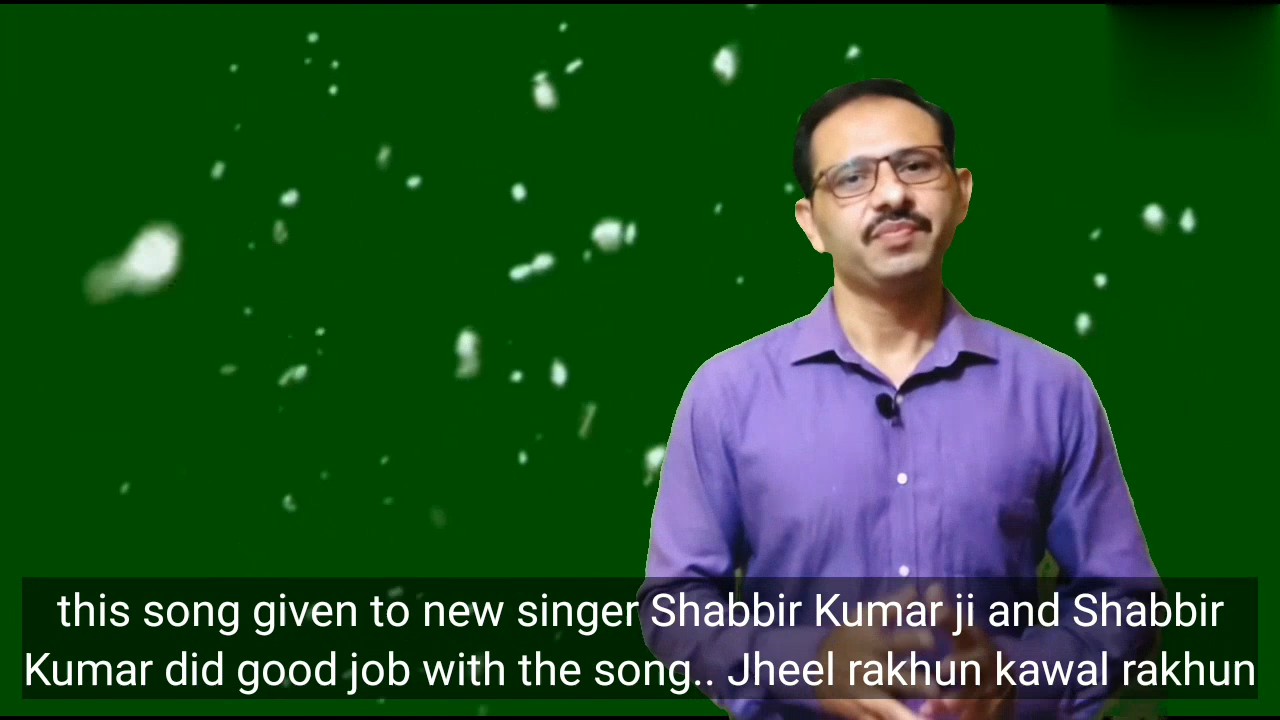 this song given to new singer Shabbir Kumar ji and Shabbir
Kumar did good job with the song.. Jheel rakhun kawal rakhun